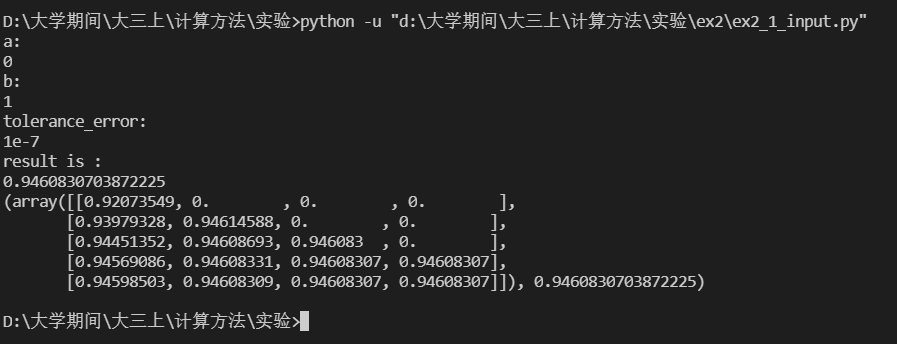 D:\大学期间\大三上\计算方法\实验>python -u "d:\大学期间\大三上\计算方法\实验\ex2\ex2_1_input.py"
a:
0
b:
1
tolerance_error:
1e-7
result is :
0.9460830703872225
(array([[0.92073549, 0.        , 0.        , 0.        ],
       [0.93979328, 0.94614588, 0.        , 0.        ],
       [0.94451352, 0.94608693, 0.946083  , 0.        ],
       [0.94569086, 0.94608331, 0.94608307, 0.94608307],
       [0.94598503, 0.94608309, 0.94608307, 0.94608307]]), 0.9460830703872225)
D:\大学期间\大三上\计算方法\实验>